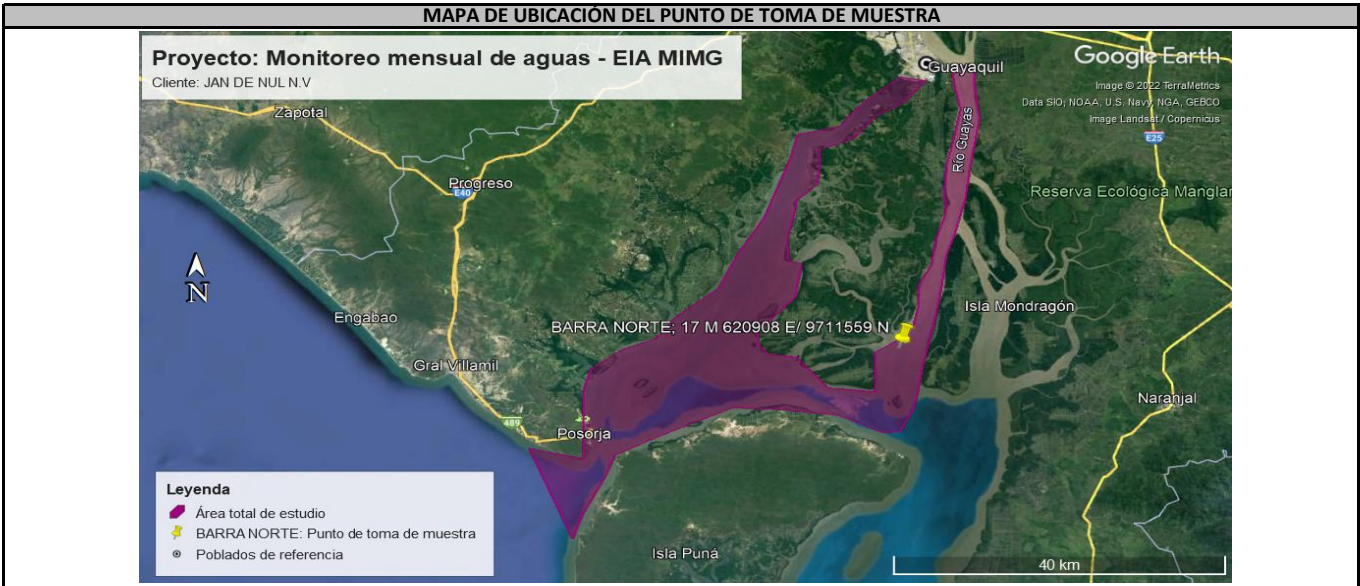 MAPA DE UBICACIÓN DEL PUNTO DE TOMA DE MUESTRA
Proyecto: Monitoreo mensual de aguas - EIA MIMG
Cliente: JAN DE NUL N.V
Google Earth
Image © 2022 TerraMetrics
Data SIO, NOAA, U.S. Navy, NGA, GEBCO
Image Landsat / Copernicus
Guayaquil
Zapotal
E25
Río Guayas
Progreso
E40
Reserva Ecológica Manglar
N
Isla Mondragón
Engabao
BARRA NORTE; 17 M 620908 E/ 9711559 N
Gral Villamil
Naranjal
489
Posorja
Leyenda
Área total de estudio
BARRA NORTE: Punto de toma de muestra
Poblados de referencia
Isla Puná
40 km